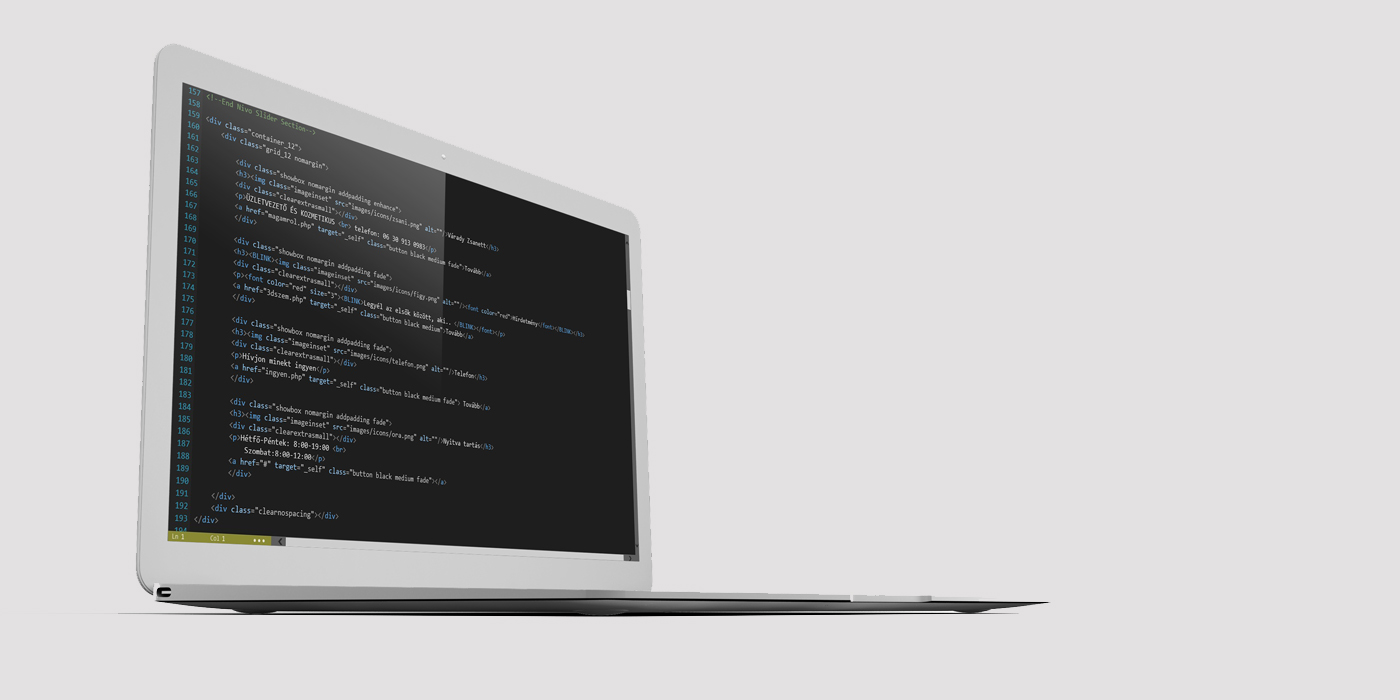 157 <!--End Nivo Slider Section-->
158
159 <div class="container_12">
160 <div class="grid_12 nomargin">
161
162 <div class="showbox nomargin addpadding enhance">
163 <h3><img class="imageinset" src="images/icons/zsani.png" alt=""/>Várady Zsanett</h3>
164 <div class="clearextrasmall"></div>
165 <p>ÜZLETVEZETŐ ÉS KOZMETIKUS <br> telefon: 06 30 913 0983</p>
166 <a href="magamrol.php" target="_self" class="button black medium fade">Tovább</a>
167 </div>
168
169 <div class="showbox nomargin addpadding fade">
170 <h3><BLINK><img class="imageinset" src="images/icons/figy.png" alt=""/><font color="red">Hirdetmény</font></BLINK></h3>
171 <div class="clearextrasmall"></div>
172 <p><font color="red" size="3"><BLINK>Legyél az elsők között, aki.. </BLINK></font></p>
173 <a href="3dszem.php" target="_self" class="button black medium">Tovább</a>
174 </div>
175
176 <div class="showbox nomargin addpadding fade">
177 <h3><img class="imageinset" src="images/icons/telefon.png" alt=""/>Telefon</h3>
178 <div class="clearextrasmall"></div>
179 <p>Hívjon minekt ingyen</p>
180 <a href="ingyen.php" target="_self" class="button black medium fade"> Tovább</a>
181 </div>
182
183 <div class="showbox nomargin addpadding fade">
184 <h3><img class="imageinset" src="images/icons/ora.png" alt=""/>Nyitva tartás</h3>
185 <div class="clearextrasmall"></div>
186 <p>Hétfő-Péntek: 8:00-19:00 <br>
187 Szombat:8:00-12:00</p>
188 <a href="#" target="_self" class="button black medium fade"></a>
189 </div>
190
191 </div>
192 <div class="clearnospacing"></div>
193 </div>
194
Ln 1 Col 1